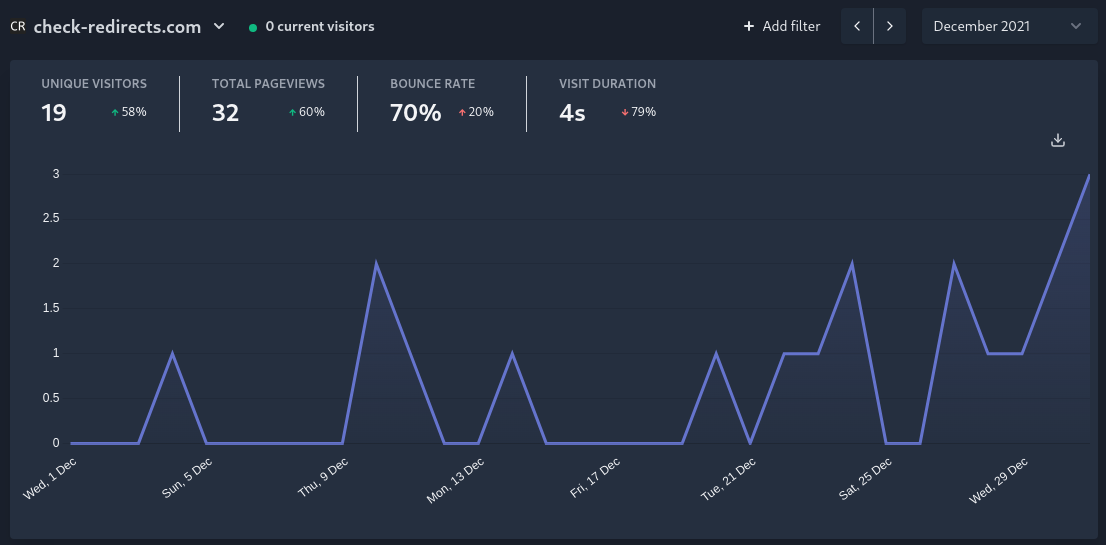 CR check-redirects.com 0 current visitors + Add filter December 2021
UNIQUE VISITORS TOTAL PAGEVIEWS BOUNCE RATE VISIT DURATION
19 58% 32 60% 70% 20% 4s 79%
3
2.5
2
1.5
1
0.5
0
Wed, 1 Dec Sun, 5 Dec Thu, 9 Dec Mon, 13 Dec Fri, 17 Dec Tue, 21 Dec Sat, 25 Dec Wed, 29 Dec